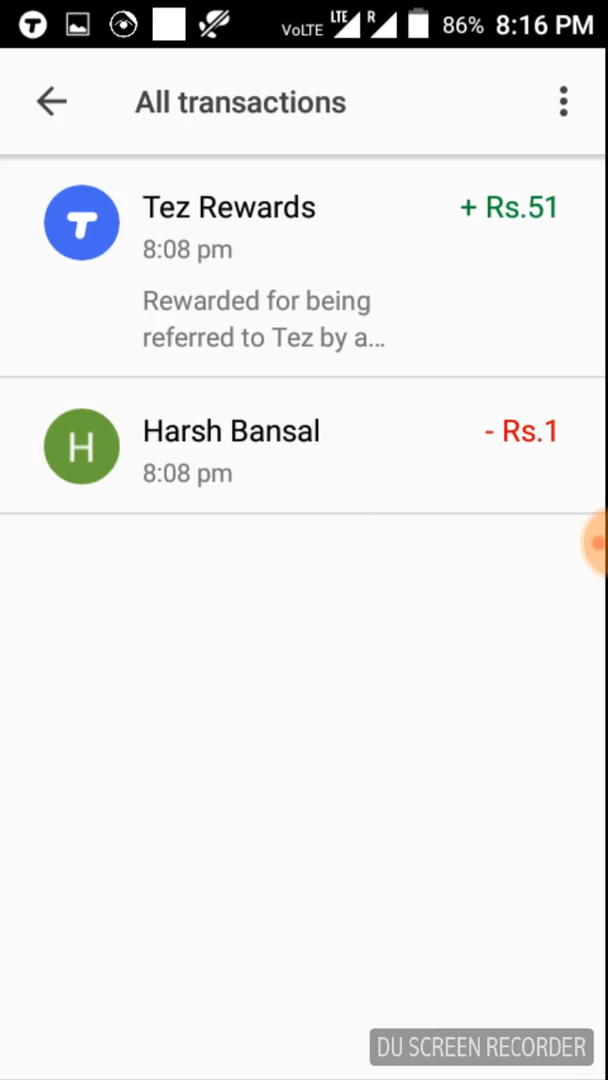 VoLTE LTE R 86% 8:16 PM
All transactions
Tez Rewards + Rs.51
8:08 pm
Rewarded for being
referred to Tez by a...
H Harsh Bansal - Rs.1
8:08 pm
DU SCREEN RECORDER